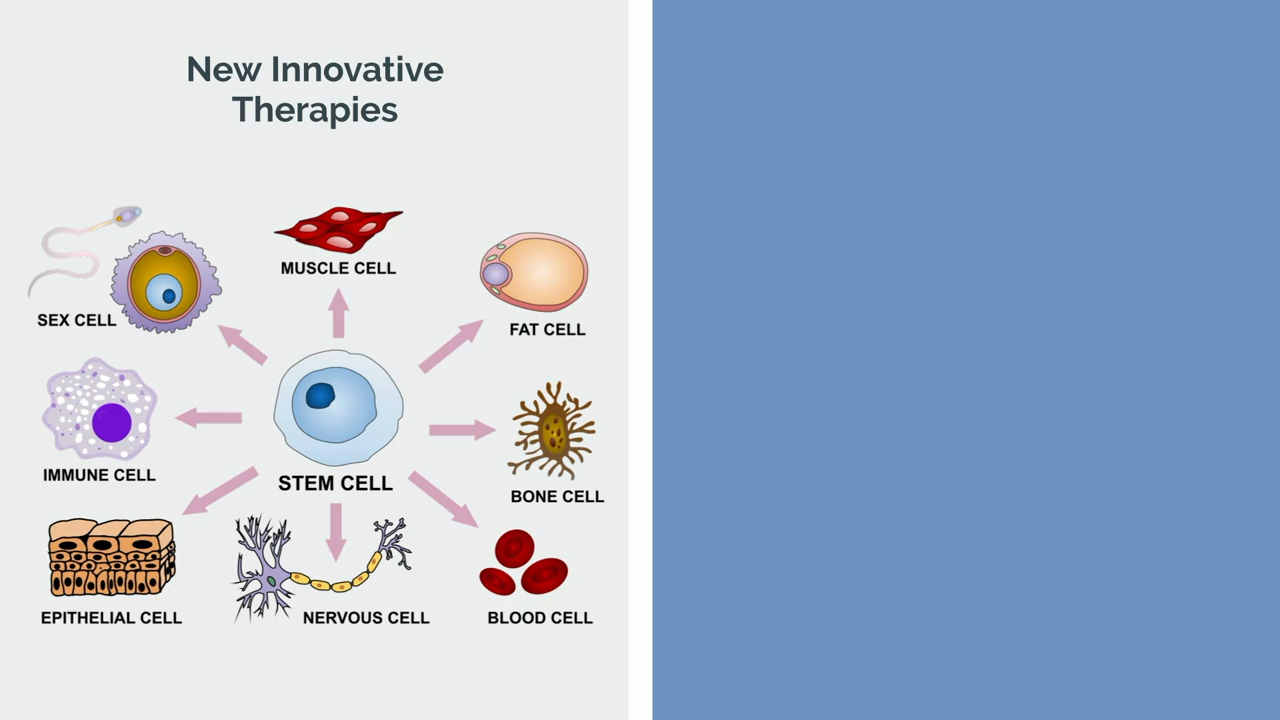 New Innovative
Therapies
MUSCLE CELL
SEX CELL
FAT CELL
IMMUNE CELL
STEM CELL
BONE CELL
EPITHELIAL CELL
NERVOUS CELL
BLOOD CELL